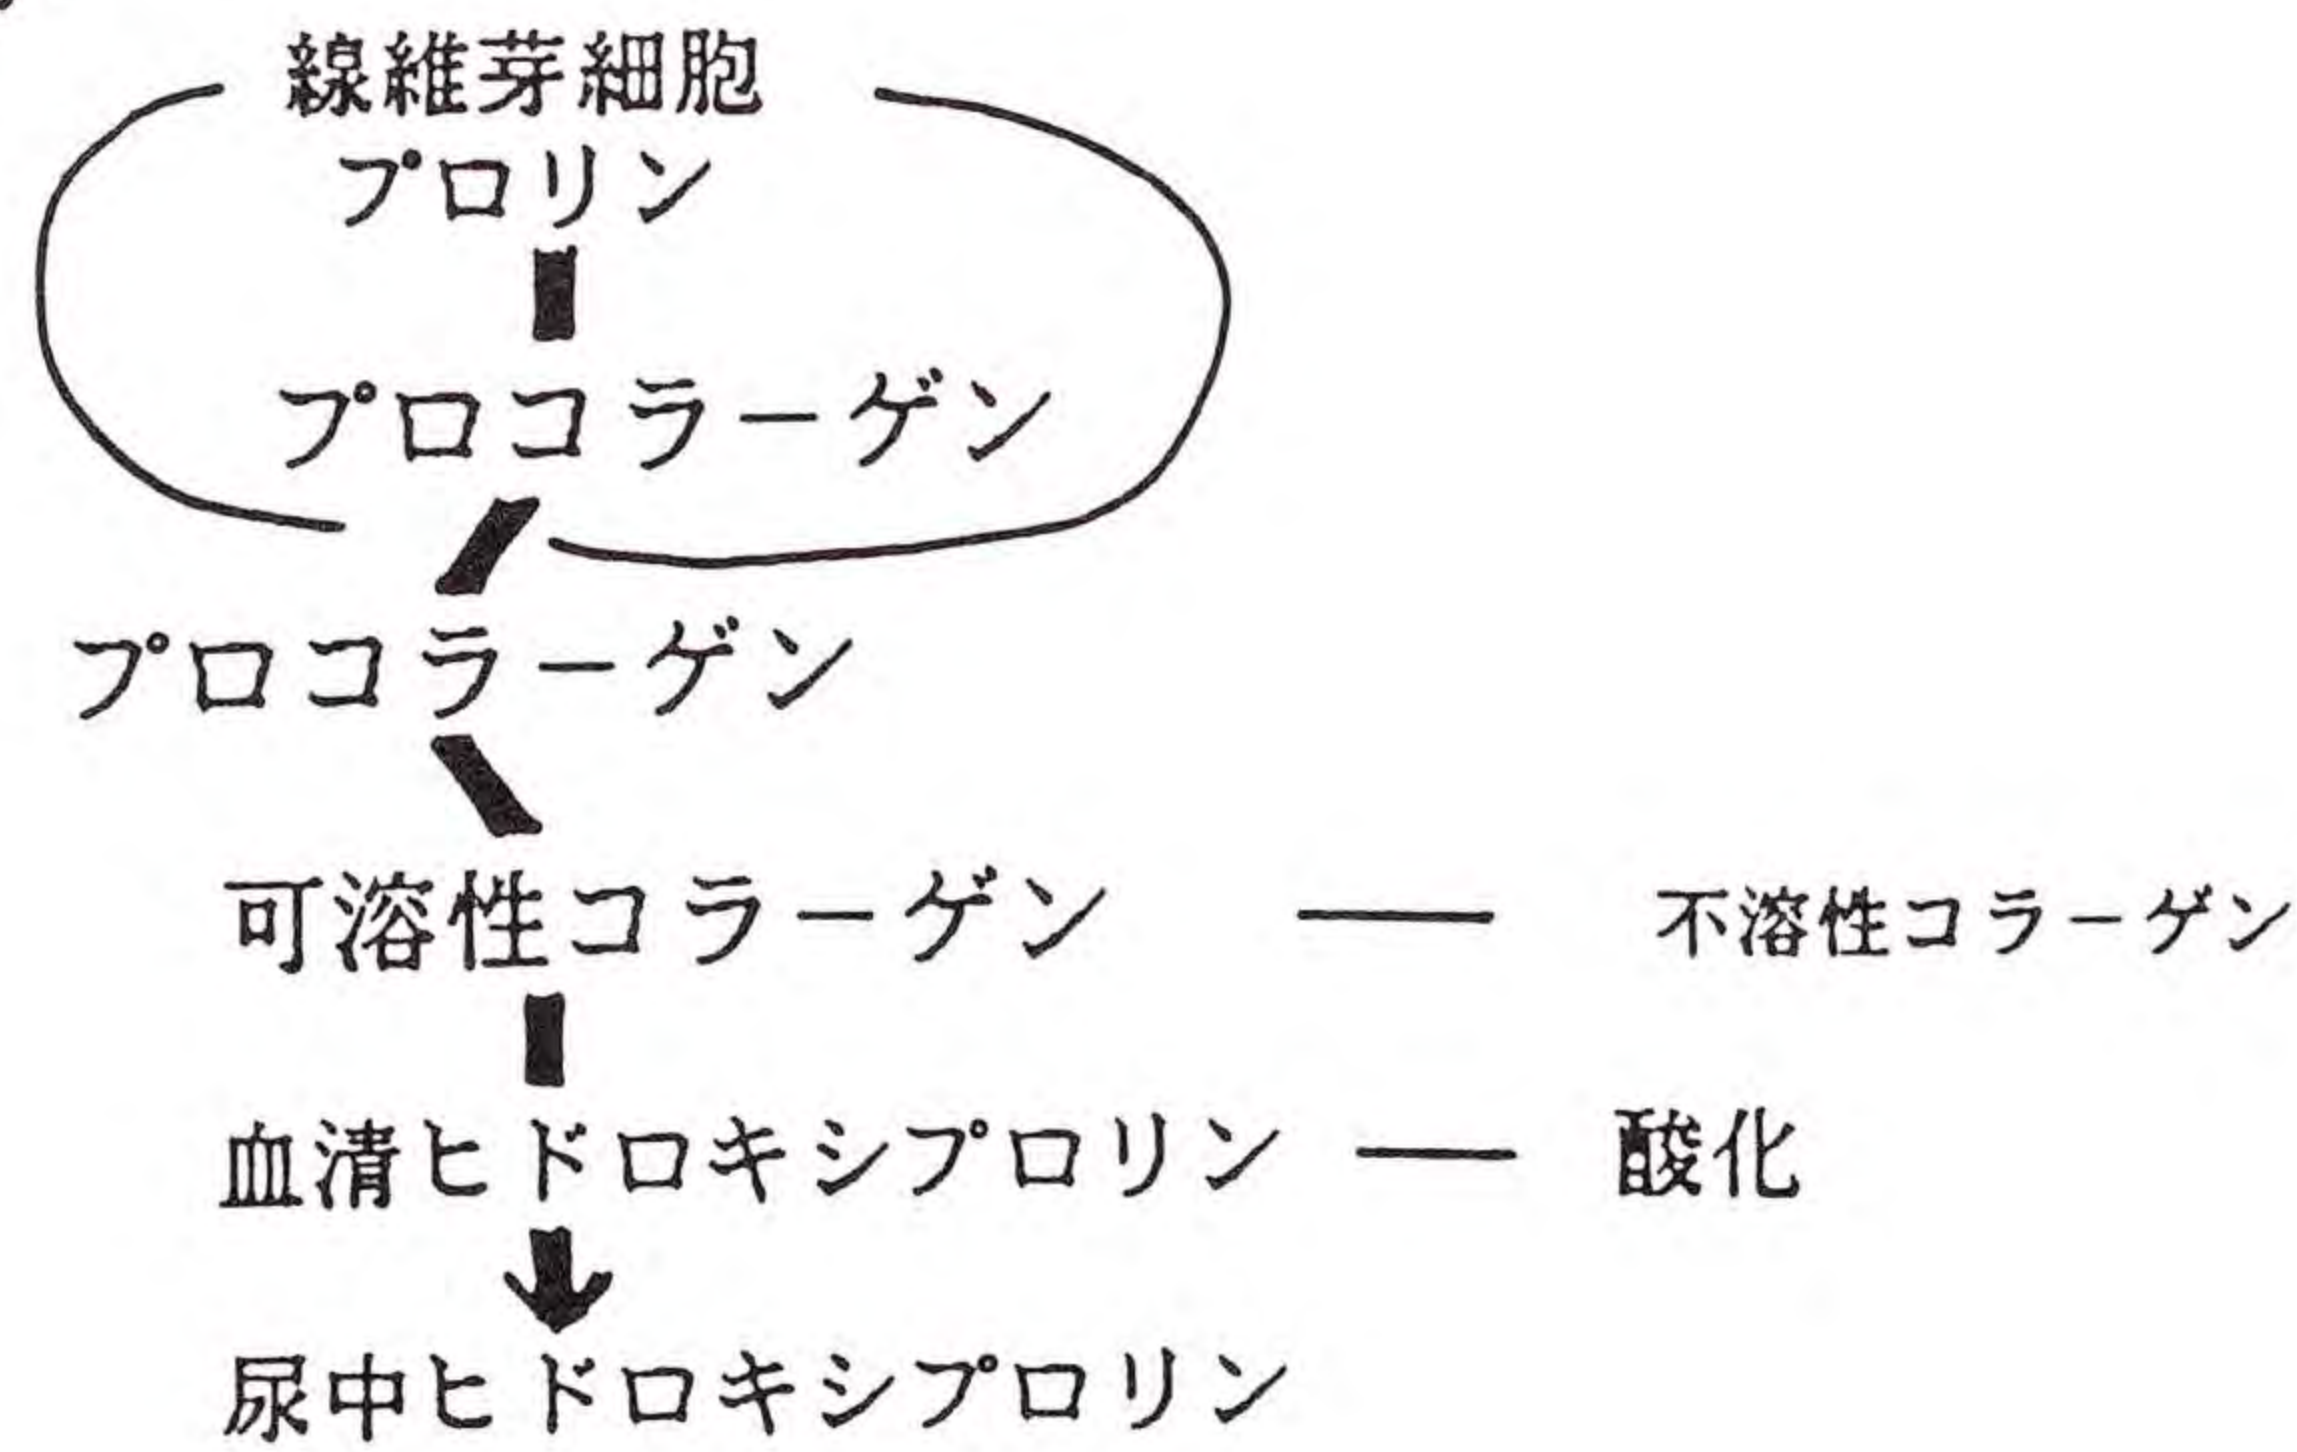 線維芽細胞
プロリン
プロコラーゲン
プロコラーゲン
可溶性コラーゲン — 不溶性コラーゲン
血清ヒドロキシプロリン — 酸化
尿中ヒドロキシプロリン